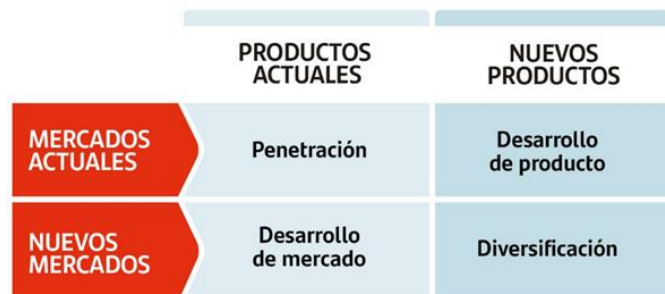 PRODUCTOS
ACTUALES
NUEVOS
PRODUCTOS
MERCADOS
ACTUALES
Penetración
Desarrollo
de producto
NUEVOS
MERCADOS
Desarrollo
de mercado
Diversificación